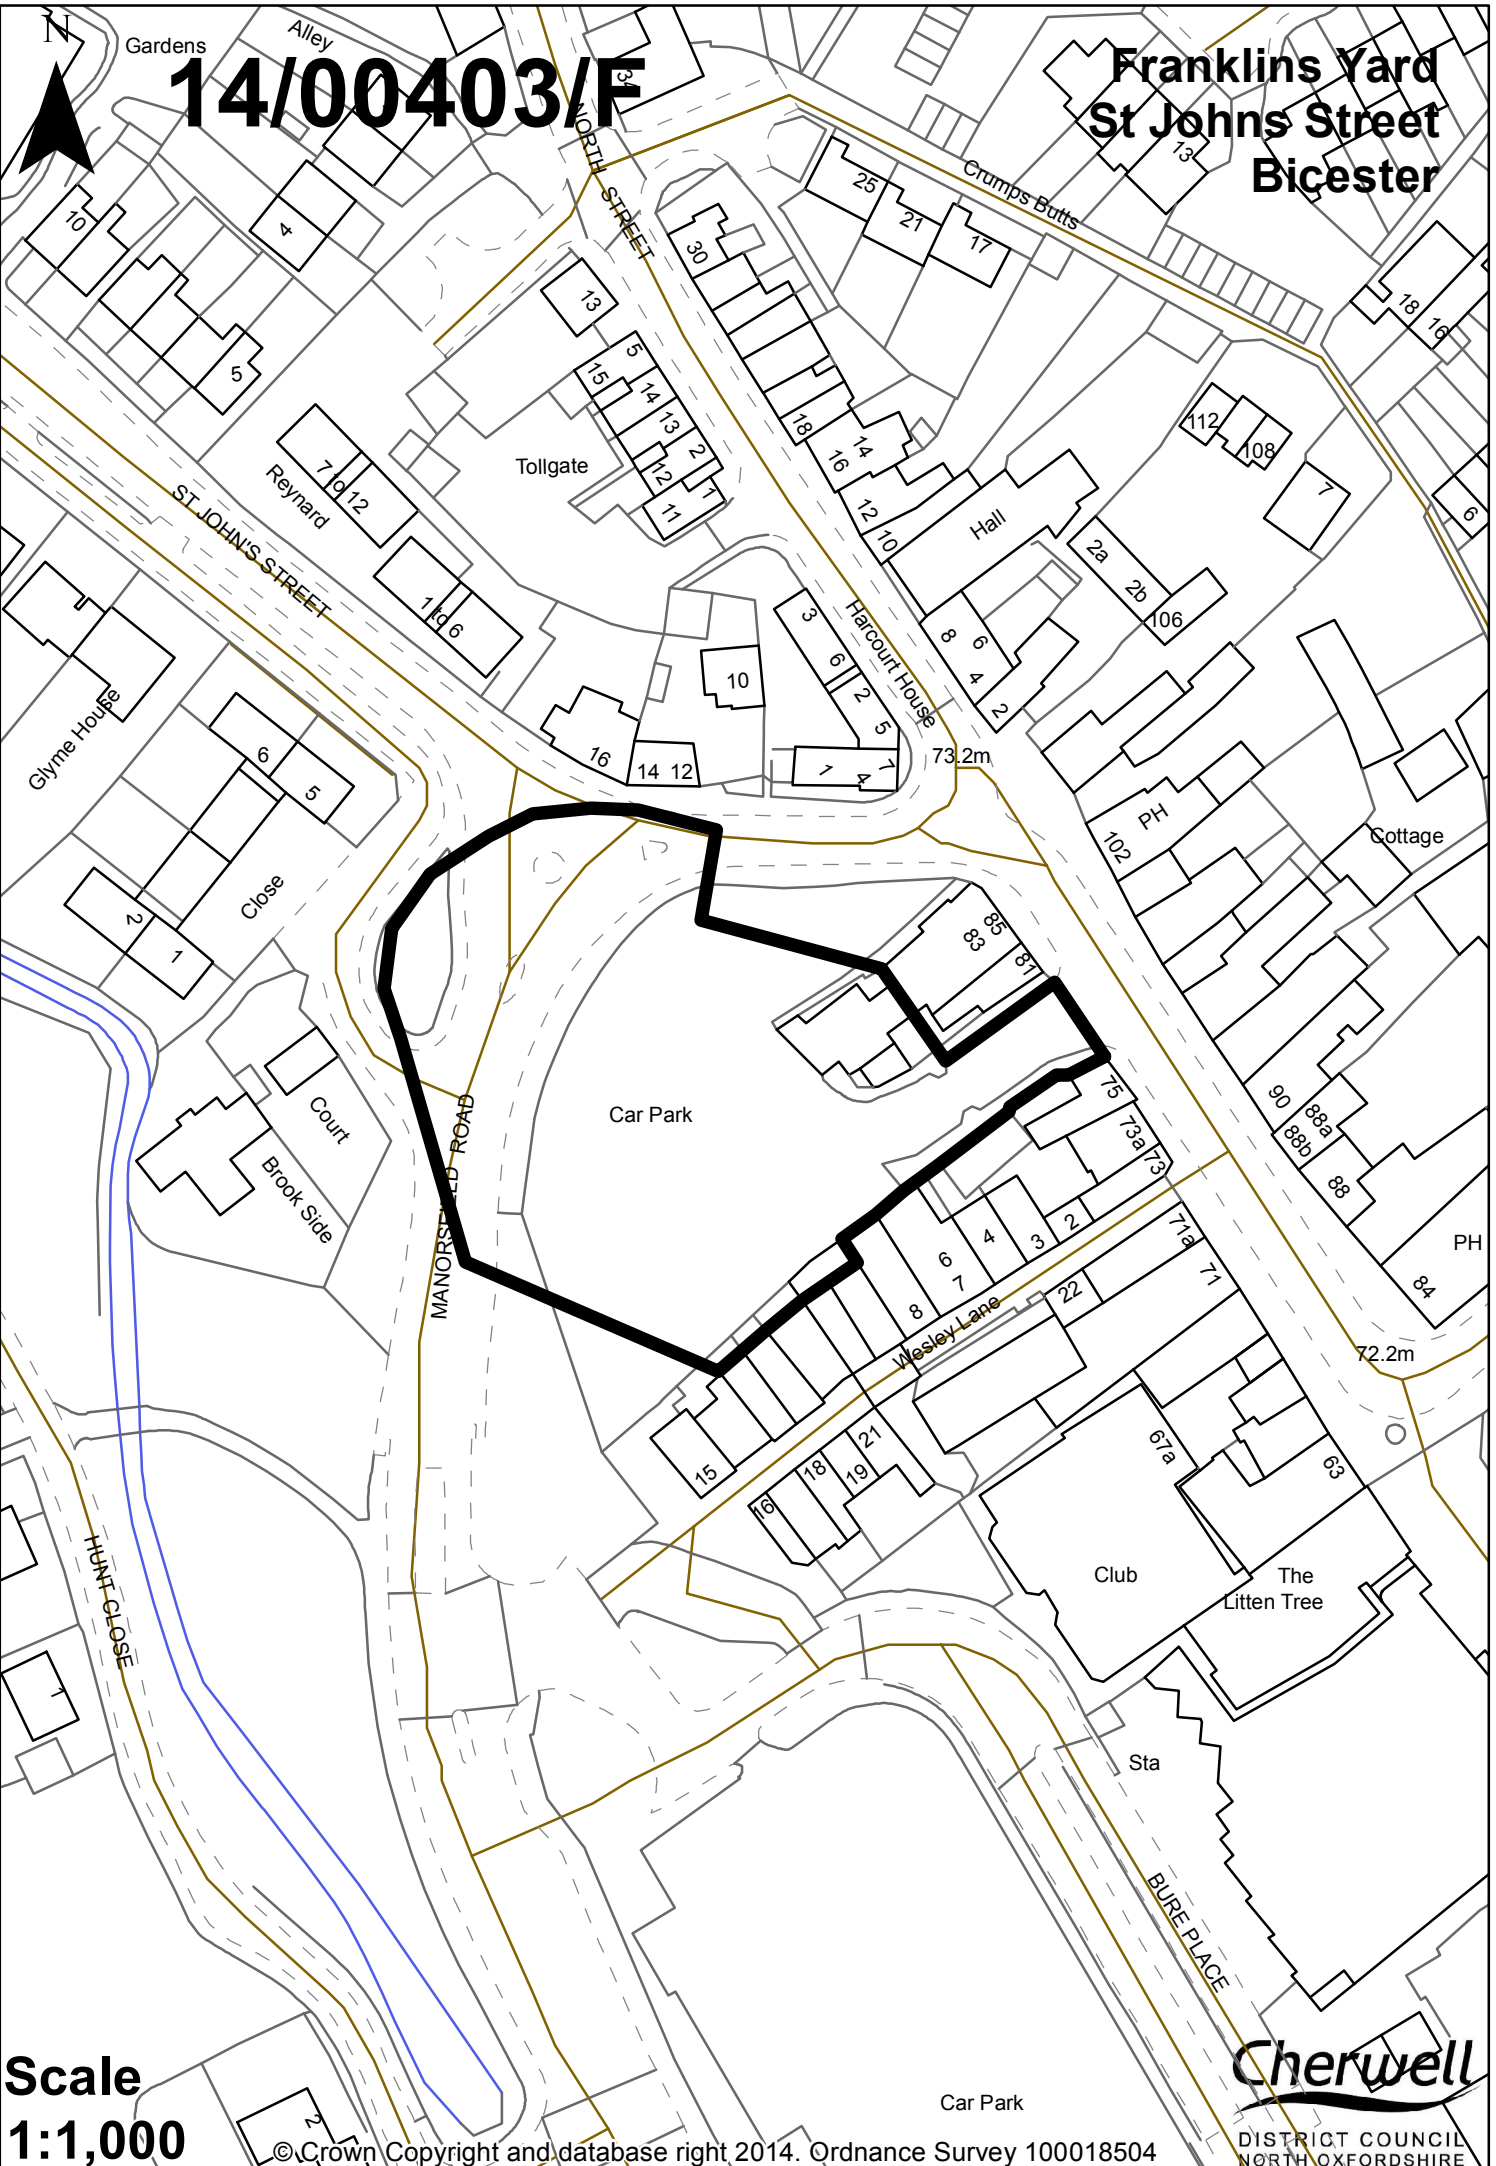 N
Gardens
Alley
14/00403/F
Franklins Yard
St Johns Street
Bicester
34
NORTH STREET
Crumps Butts
13
25
21
17
10
4
30
13
5
18
16
5
15
14
13
2
12
1
11
Tollgate
18
14
16
12
10
Hall
112
108
7
6
7 to 12
Reynard
ST JOHN'S STREET
1 to 6
2a
2b
106
3
6
2
5
Harcourt House
8
6
4
2
10
16
14 12
1
4
7
73.2m
Glyme House
6
5
PH
102
Cottage
2
1
Close
85
83
81
Court
Brook Side
Car Park
MANORSFIELD ROAD
75
73a
73
90
88a
88b
88
PH
84
6
4
3
2
7
8
Wesley Lane
71a
71
22
72.2m
15
16
18
19
21
67a
63
Club
The
Litten Tree
HUNT CLOSE
1
Sta
BURE PLACE
Car Park
2
Scale
1:1,000
© Crown Copyright and database right 2014. Ordnance Survey 100018504
Cherwell
DISTRICT COUNCIL
NORTH OXFORDSHIRE